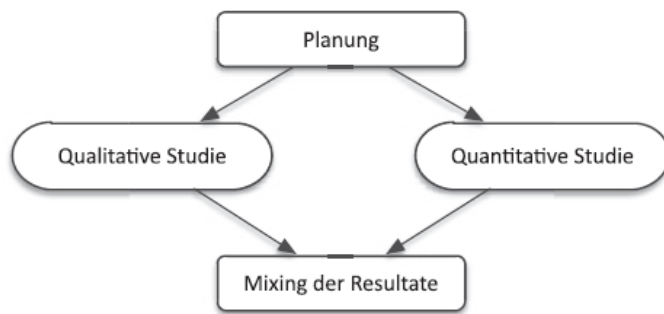 Planung
Qualitative Studie
Quantitative Studie
Mixing der Resultate